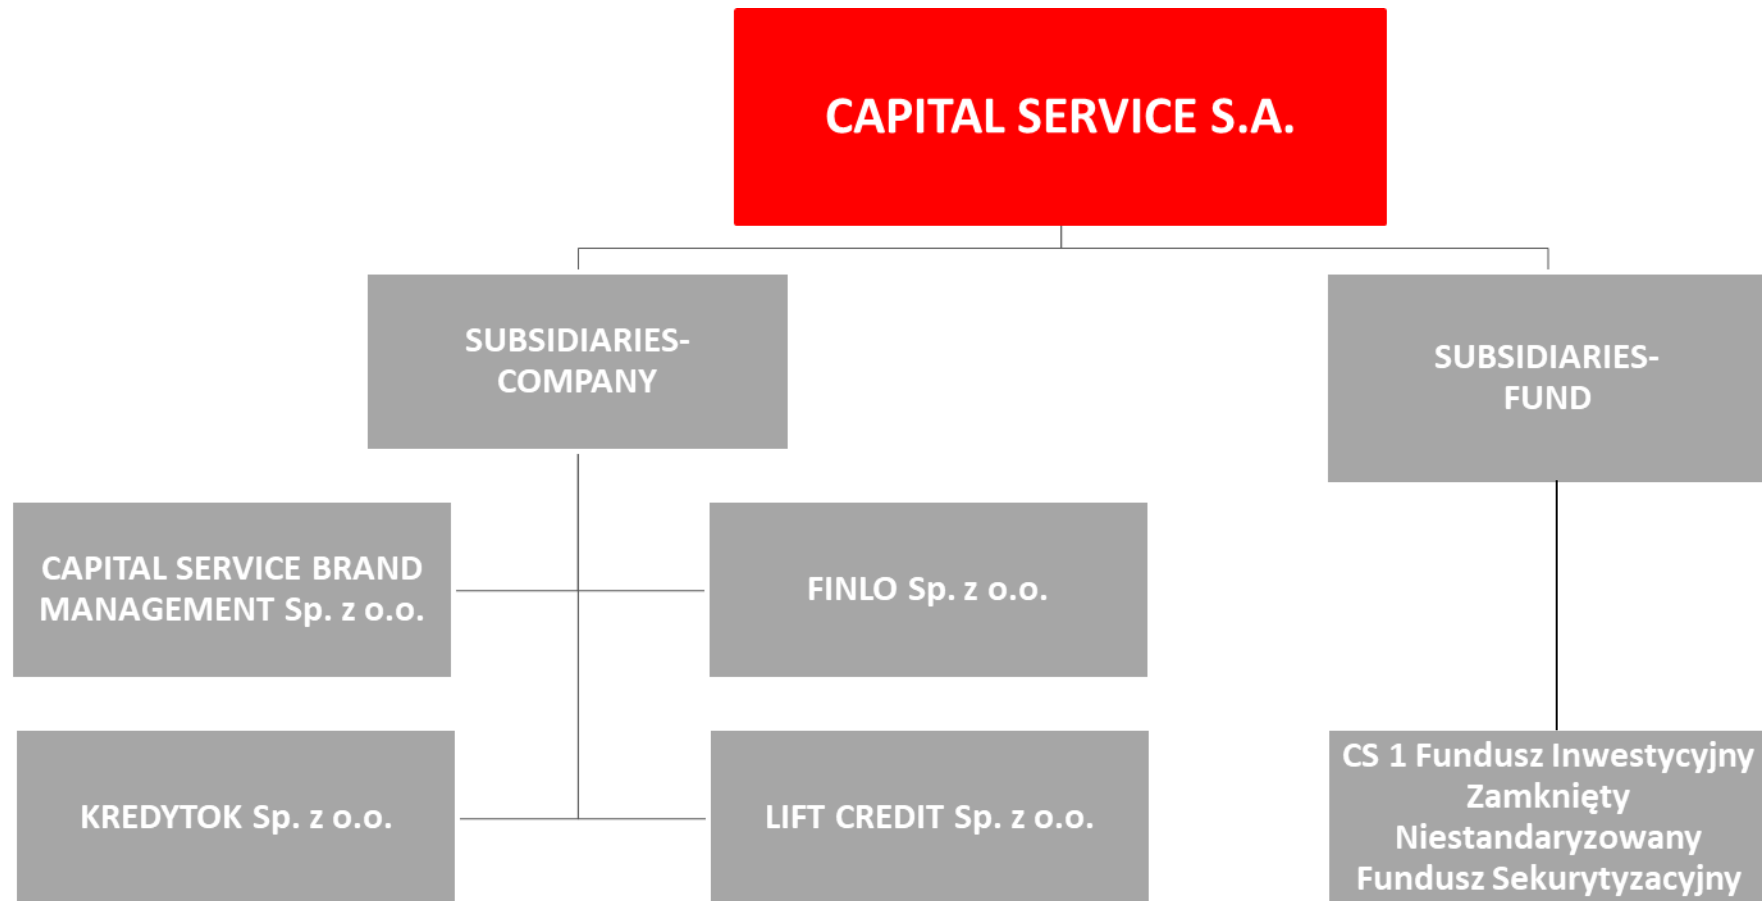 CAPITAL SERVICE S.A.
SUBSIDIARIES-
COMPANY
SUBSIDIARIES-
FUND
CAPITAL SERVICE BRAND
MANAGEMENT Sp. z o.o.
FINLO Sp. z o.o.
KREDYTOK Sp. z o.o.
LIFT CREDIT Sp. z o.o.
CS 1 Fundusz Inwestycyjny
Zamknięty
Niestandaryzowany
Fundusz Sekurytyzacyjny